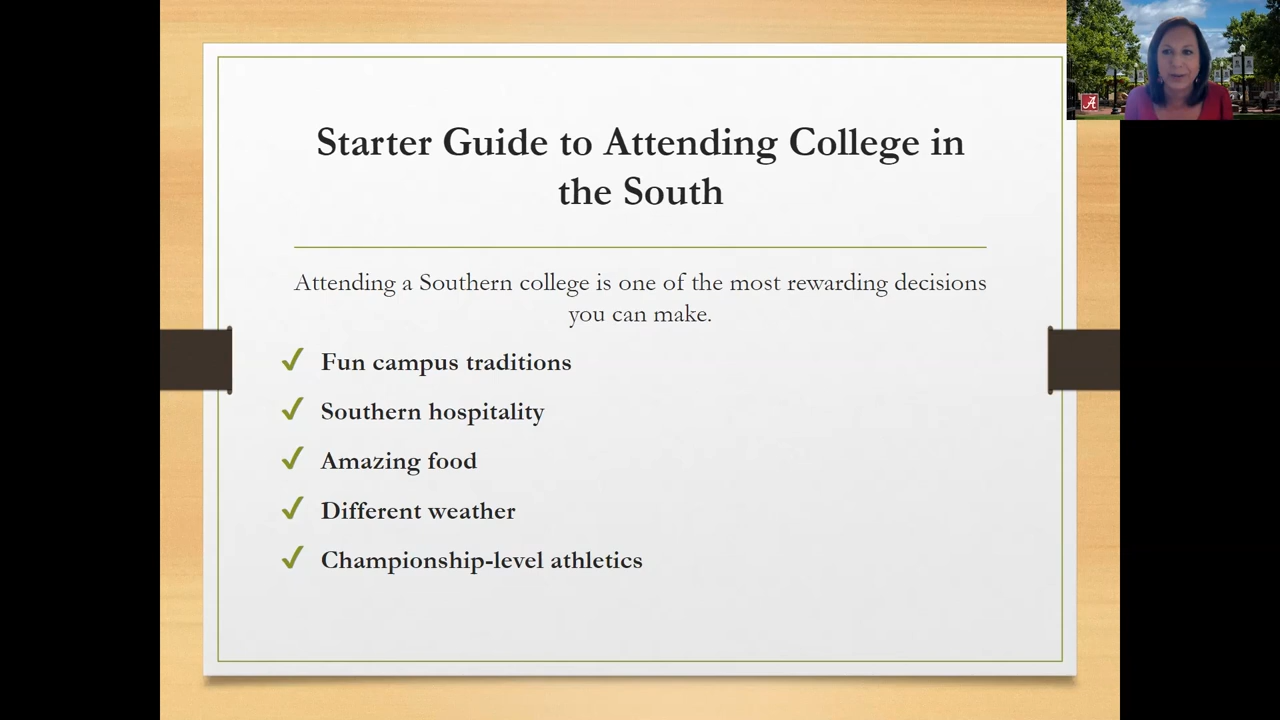 Starter Guide to Attending College in
the South
Attending a Southern college is one of the most rewarding decisions
you can make.
✓ Fun campus traditions
✓ Southern hospitality
✓ Amazing food
✓ Different weather
✓ Championship-level athletics
A